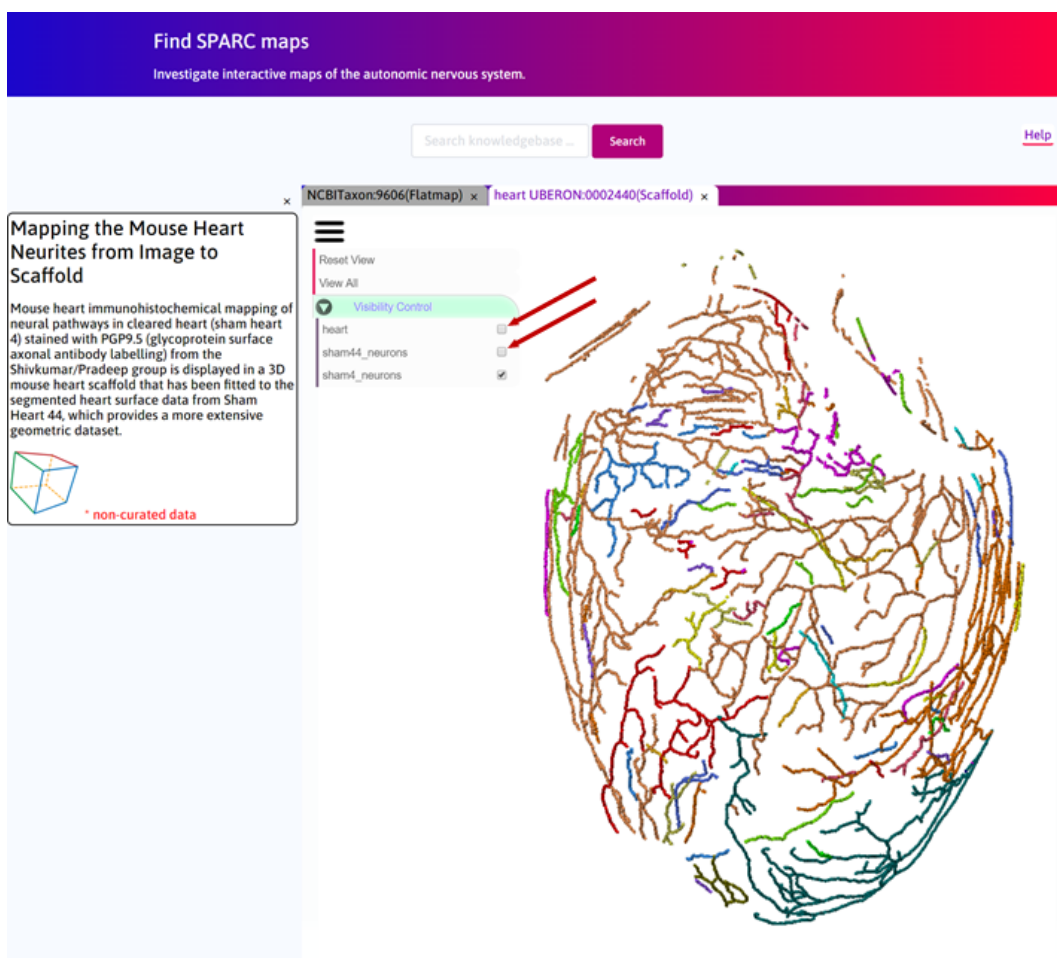 Find SPARC maps
Investigate interactive maps of the autonomic nervous system.
Search knowledgebase ...
Search
Help
×
NCBITaxon:9606(Flatmap) ×
heart UBERON:0002440(Scaffold) ×
Mapping the Mouse Heart
Neurites from Image to
Scaffold
Mouse heart immunohistochemical mapping of
neural pathways in cleared heart (sham heart
4) stained with PGP9.5 (glycoprotein surface
axonal antibody labelling) from the
Shivkumar/Pradeep group is displayed in a 3D
mouse heart scaffold that has been fitted to the
segmented heart surface data from Sham
Heart 44, which provides a more extensive
geometric dataset.
* non-curated data
Reset View
View All
Visibility Control
heart
sham44_neurons
sham4_neurons